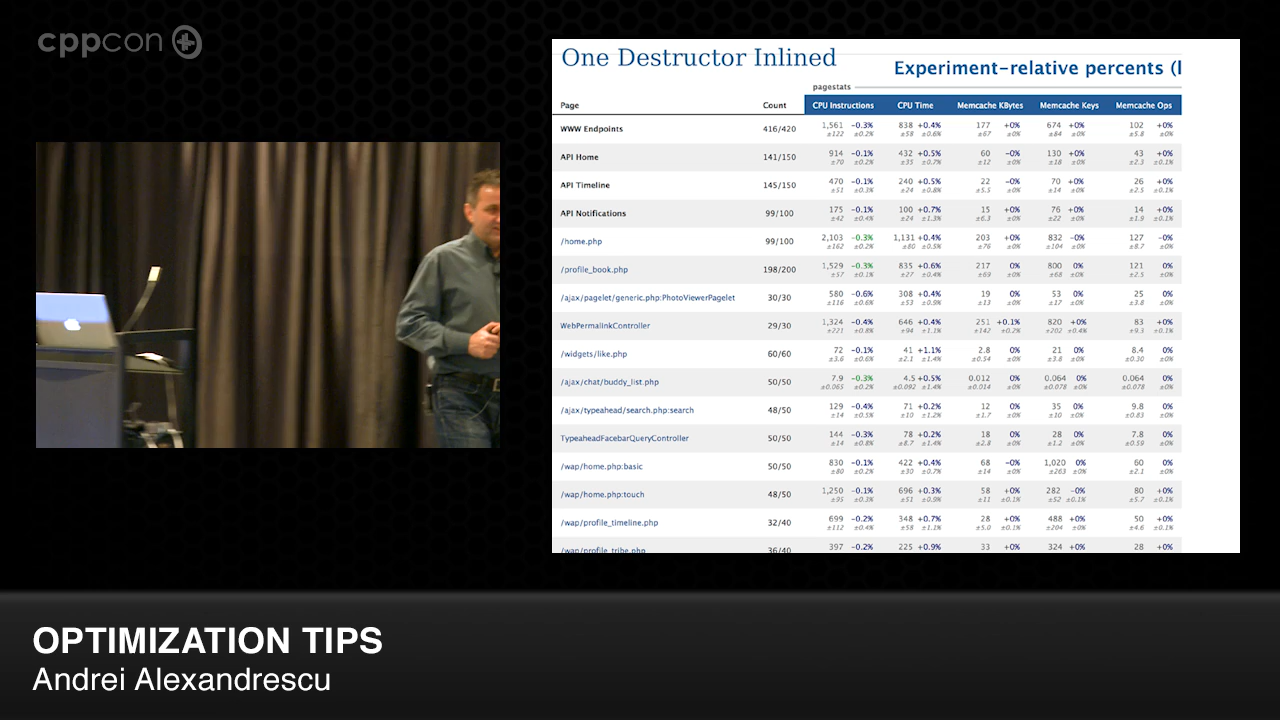 cppcon
One Destructor Inlined
Experiment-relative percents (l
pagestats
Page Count CPU Instructions CPU Time Memcache KBytes Memcache Keys Memcache Ops
WWW Endpoints 416/420 1,561 -0.3% 838 +0.4% 177 +0% 674 +0% 102 +0%
±122 ±0.2% ±58 ±0.6% ±67 ±0% ±84 ±0% ±5.8 ±0%
API Home 141/150 914 -0.1% 432 +0.5% 60 -0% 130 +0% 43 +0%
±70 ±0.2% ±35 ±0.7% ±12 ±0% ±18 ±0% ±2.3 ±0.1%
API Timeline 145/150 470 -0.1% 240 +0.5% 22 -0% 70 +0% 26 +0%
±51 ±0.3% ±24 ±0.8% ±5.5 ±0% ±14 ±0% ±2.5 ±0.1%
API Notifications 99/100 175 -0.1% 100 +0.7% 15 +0% 76 +0% 14 +0%
±42 ±0.4% ±24 ±1.3% ±6.3 ±0% ±22 ±0% ±1.9 ±0.1%
/home.php 99/100 2,103 -0.3% 1,131 +0.4% 203 +0% 832 -0% 127 -0%
±162 ±0.2% ±80 ±0.5% ±76 ±0% ±104 ±0% ±8.7 ±0%
/profile_book.php 198/200 1,529 -0.3% 835 +0.6% 217 0% 800 0% 121 0%
±57 ±0.1% ±27 ±0.4% ±69 ±0% ±68 ±0% ±2.5 ±0%
/ajax/pagelet/generic.php:PhotoViewerPagelet 30/30 580 -0.6% 308 +0.4% 19 0% 53 0% 25 0%
±116 ±0.6% ±53 ±0.9% ±13 ±0% ±17 ±0% ±3.8 ±0%
WebPermalinkController 29/30 1,324 -0.4% 646 +0.4% 251 +0.1% 820 +0% 83 +0%
±221 ±0.8% ±94 ±1.1% ±142 ±0.2% ±202 ±0.4% ±9.3 ±0.1%
/widgets/like.php 60/60 72 -0.1% 41 +1.1% 2.8 0% 21 0% 8.4 0%
±3.6 ±0.6% ±2.1 ±1.4% ±0.54 ±0% ±3.8 ±0% ±0.30 ±0%
/ajax/chat/buddy_list.php 50/50 7.9 -0.3% 4.5 +0.5% 0.012 0% 0.064 0% 0.064 0%
±0.065 ±0.2% ±0.092 ±1.4% ±0.014 ±0% ±0.078 ±0% ±0.078 ±0%
/ajax/typeahead/search.php:search 48/50 129 -0.4% 71 +0.2% 12 0% 35 0% 9.8 0%
±14 ±0.5% ±10 ±1.2% ±1.7 ±0% ±10 ±0% ±0.83 ±0%
TypeaheadFacebarQueryController 50/50 144 -0.3% 78 +0.2% 18 0% 28 0% 7.8 0%
±14 ±0.8% ±8.7 ±1.4% ±2.8 ±0% ±1.2 ±0% ±0.59 ±0%
/wap/home.php:basic 50/50 830 -0.1% 422 +0.4% 68 -0% 1,020 0% 60 0%
±80 ±0.2% ±30 ±0.7% ±14 ±0% ±263 ±0% ±2.1 ±0%
/wap/home.php:touch 48/50 1,250 -0.1% 696 +0.3% 58 +0% 282 -0% 80 +0%
±95 ±0.3% ±51 ±0.9% ±11 ±0.1% ±52 ±0.1% ±5.7 ±0.1%
/wap/profile_timeline.php 32/40 699 -0.2% 348 +0.7% 28 +0% 488 +0% 50 +0%
±112 ±0.4% ±58 ±1.1% ±5.0 ±0.1% ±204 ±0% ±4.6 ±0.1%
/wap/profile_tribe.php 36/40 397 -0.2% 225 +0.9% 33 +0% 324 +0% 28 +0%
OPTIMIZATION TIPS
Andrei Alexandrescu